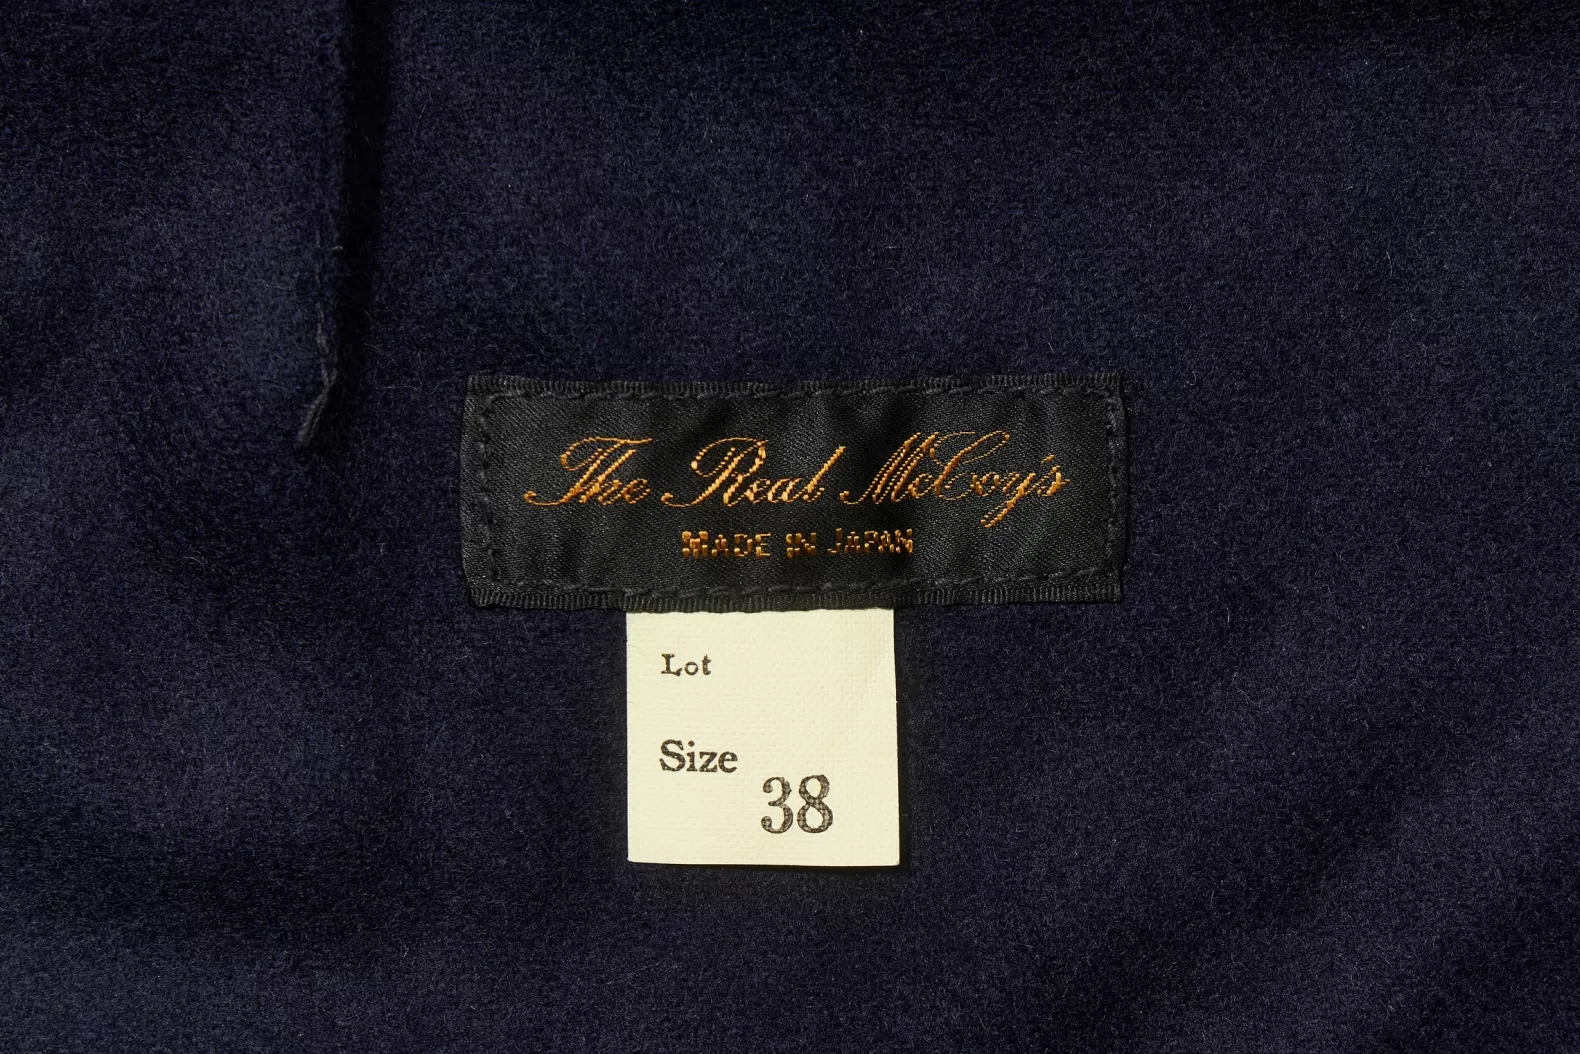 The Real McCoy's
MADE IN JAPAN
Lot
Size
38